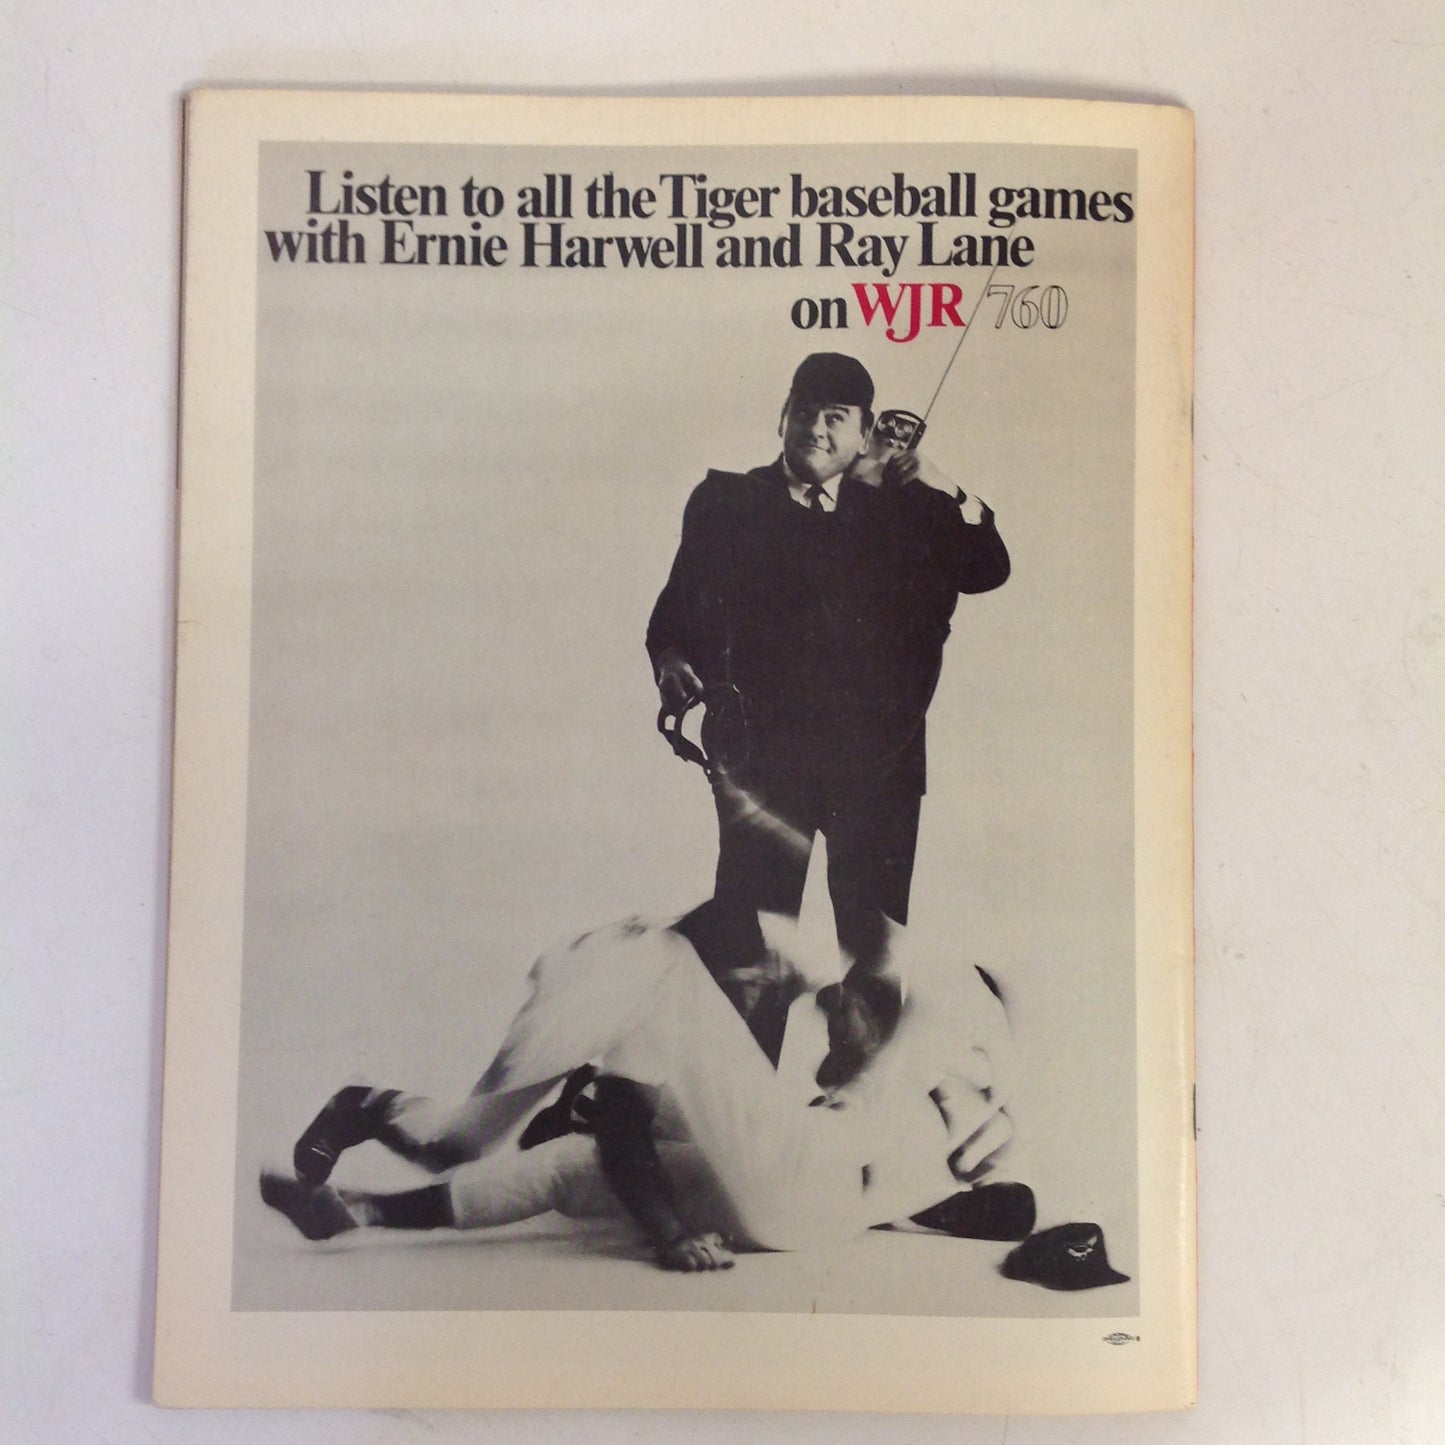 Listen to all the Tiger baseball games
with Ernie Harwell and Ray Lane
on WJR/760